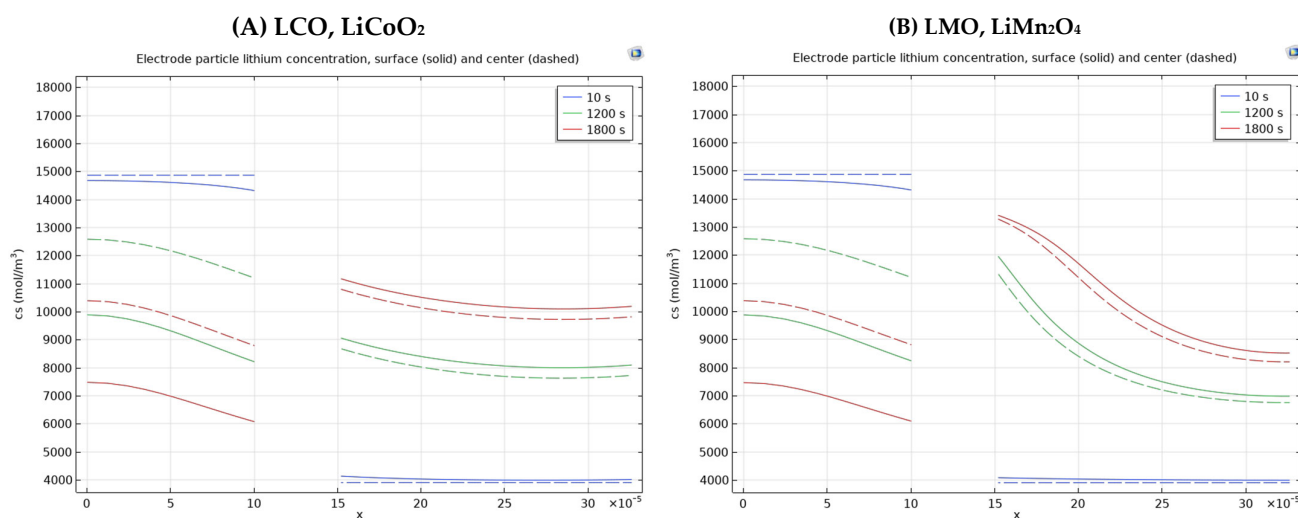 (A) LCO, LiCoO₂
Electrode particle lithium concentration, surface (solid) and center (dashed)
18000
17000
16000
15000
14000
13000
12000
11000
10000
9000
8000
7000
6000
5000
4000
cs (mol//m³)
10 s
1200 s
1800 s
0 5 10 15 20 25 30 ×10⁻⁵
x
(B) LMO, LiMn₂O₄
Electrode particle lithium concentration, surface (solid) and center (dashed)
18000
17000
16000
15000
14000
13000
12000
11000
10000
9000
8000
7000
6000
5000
4000
cs (mol//m³)
10 s
1200 s
1800 s
0 5 10 15 20 25 30 ×10⁻⁵
x